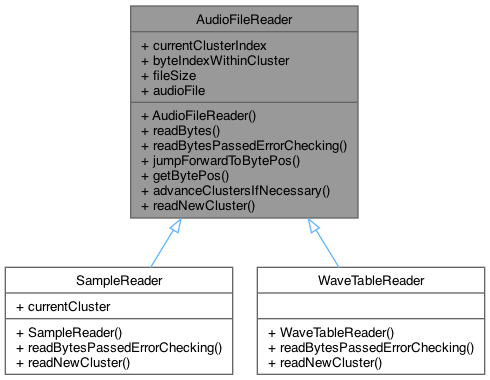 AudioFileReader
+ currentClusterIndex
+ byteIndexWithinCluster
+ fileSize
+ audioFile
+ AudioFileReader()
+ readBytes()
+ readBytesPassedErrorChecking()
+ jumpForwardToBytePos()
+ getBytePos()
+ advanceClustersIfNecessary()
+ readNewCluster()
SampleReader
+ currentCluster
+ SampleReader()
+ readBytesPassedErrorChecking()
+ readNewCluster()
WaveTableReader
+ WaveTableReader()
+ readBytesPassedErrorChecking()
+ readNewCluster()